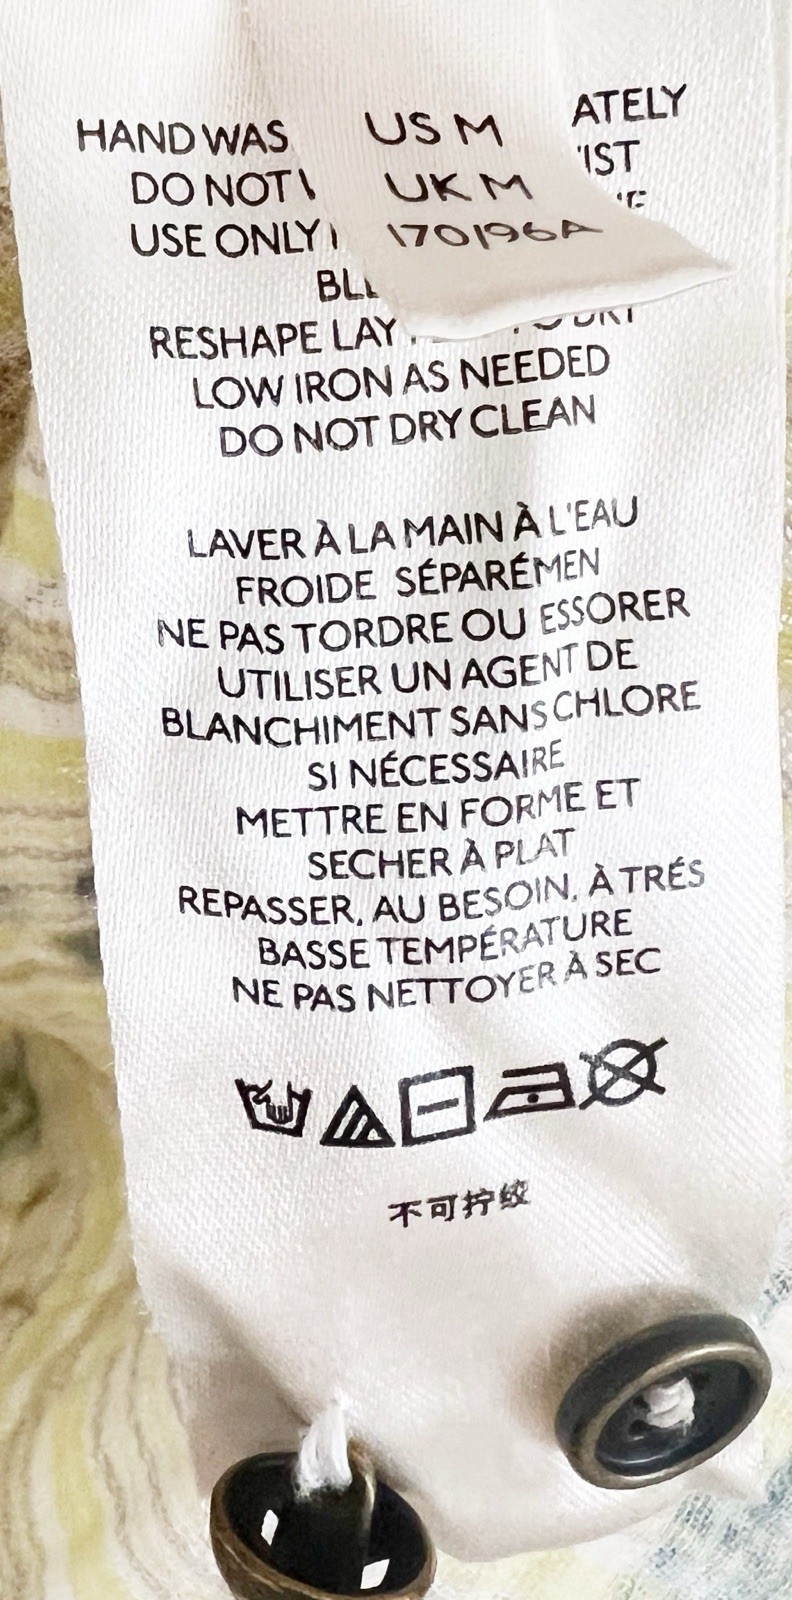 HAND WAS
ATELY
DO NOT
IST
USE ONLY
RESHAPE LAY
LOW IRON AS NEEDED
DO NOT DRY CLEAN
US M
UK M
170196A
LAVER À LA MAIN À L'EAU
FROIDE SÉPARÉMEN
NE PAS TORDRE OU ESSORER
UTILISER UN AGENT DE
BLANCHIMENT SANS CHLORE
SI NÉCESSAIRE
METTRE EN FORME ET
SECHER À PLAT
REPASSER, AU BESOIN, À TRÉS
BASSE TEMPÉRATURE
NE PAS NETTOYER À SEC
不可拧绞